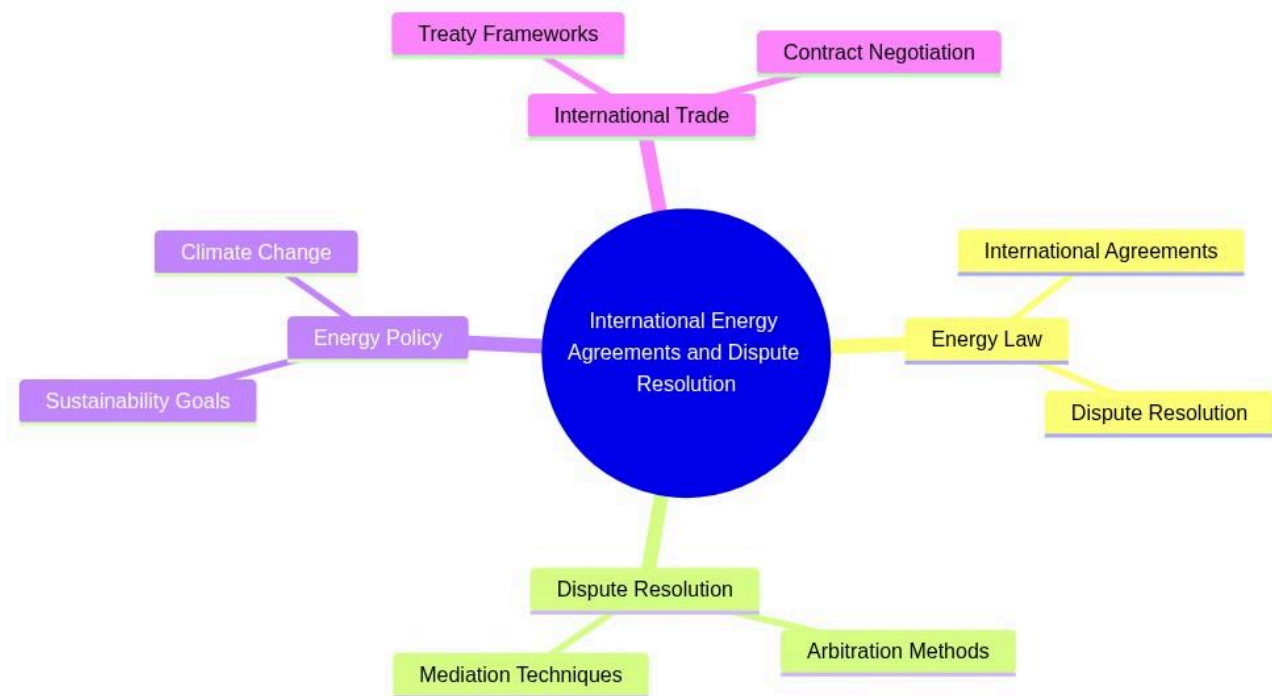 Treaty Frameworks
Contract Negotiation
International Trade
Climate Change
International Agreements
International Energy
Agreements and Dispute
Resolution
Energy Policy
Energy Law
Sustainability Goals
Dispute Resolution
Dispute Resolution
Mediation Techniques
Arbitration Methods